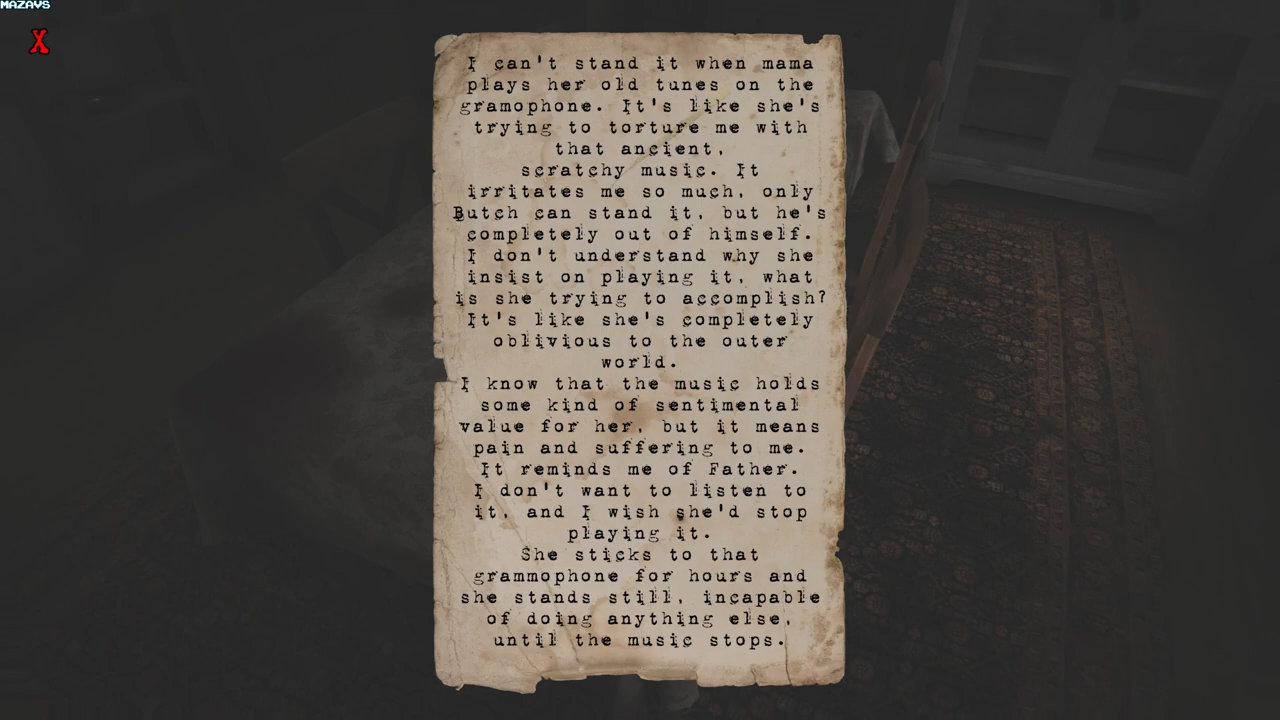 MAZAVS
X
I can't stand it when mama
plays her old tunes on the
gramophone. It's like she's
trying to torture me with
that ancient,
scratchy music. It
irritates me so much, only
Butch can stand it, but he's
completely out of himself.
I don't understand why she
insist on playing it, what
is she trying to accomplish?
It's like she's completely
oblivious to the outer
world.
I know that the music holds
some kind of sentimental
value for her, but it means
pain and suffering to me.
It reminds me of Father.
I don't want to listen to
it, and I wish she'd stop
playing it.
She sticks to that
grammophone for hours and
she stands still, incapable
of doing anything else,
until the music stops.